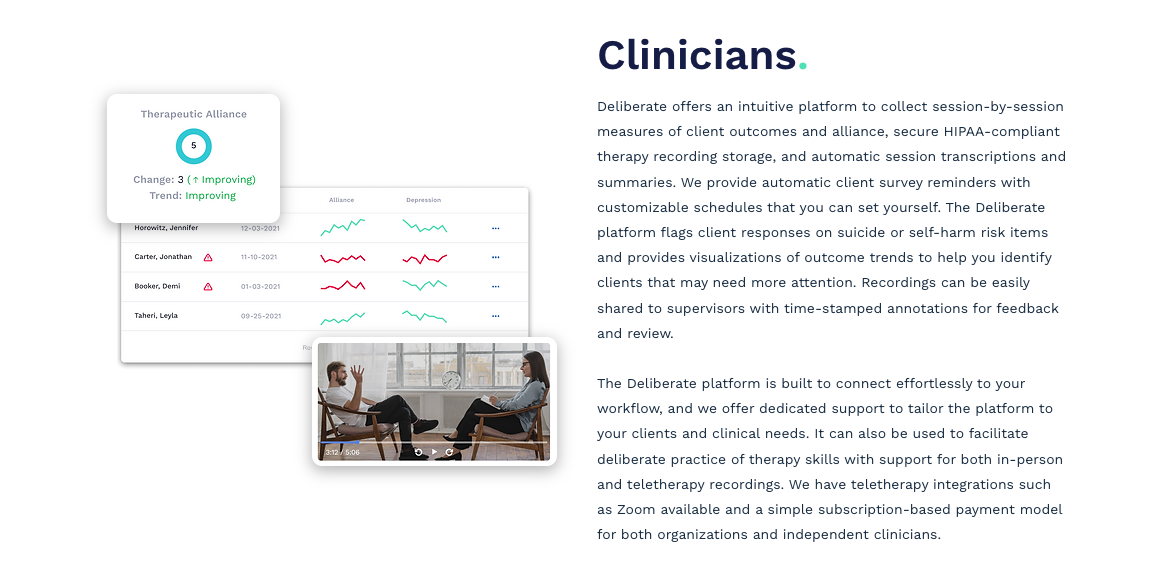 Clinicians.
Deliberate offers an intuitive platform to collect session-by-session
measures of client outcomes and alliance, secure HIPAA-compliant
therapy recording storage, and automatic session transcriptions and
summaries. We provide automatic client survey reminders with
customizable schedules that you can set yourself. The Deliberate
platform flags client responses on suicide or self-harm risk items
and provides visualizations of outcome trends to help you identify
clients that may need more attention. Recordings can be easily
shared to supervisors with time-stamped annotations for feedback
and review.
The Deliberate platform is built to connect effortlessly to your
workflow, and we offer dedicated support to tailor the platform to
your clients and clinical needs. It can also be used to facilitate
deliberate practice of therapy skills with support for both in-person
and teletherapy recordings. We have teletherapy integrations such
as Zoom available and a simple subscription-based payment model
for both organizations and independent clinicians.
Therapeutic Alliance
5
Change: 3 (↑ Improving)
Trend: Improving
Alliance Depression
Horowitz, Jennifer 12-03-2021 •••
Carter, Jonathan 11-10-2021 •••
Booker, Demi 01-03-2021 •••
Taheri, Leyla 09-25-2021 •••
3:12 / 5:06